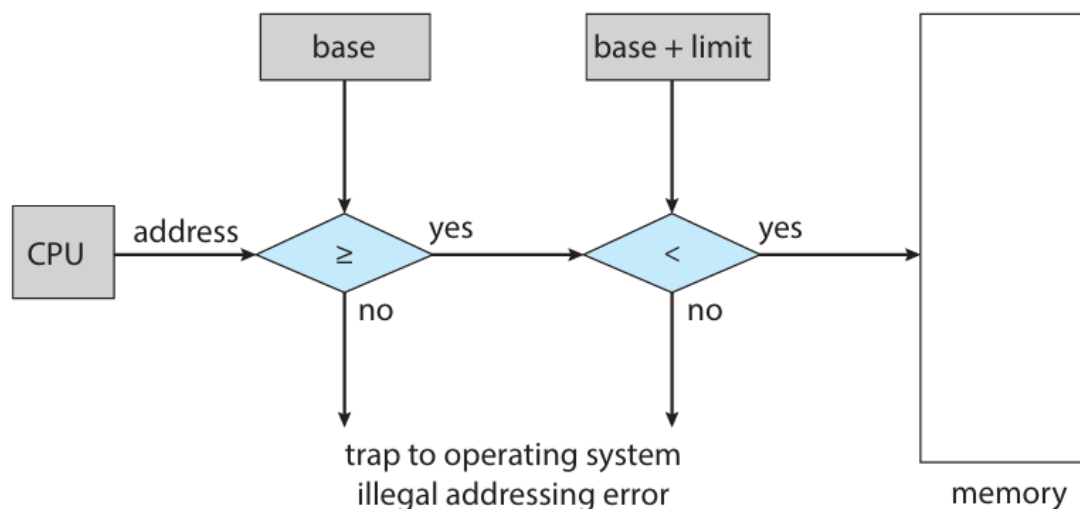 base
base + limit
CPU
address
≥
yes
<
yes
no
no
trap to operating system
illegal addressing error
memory